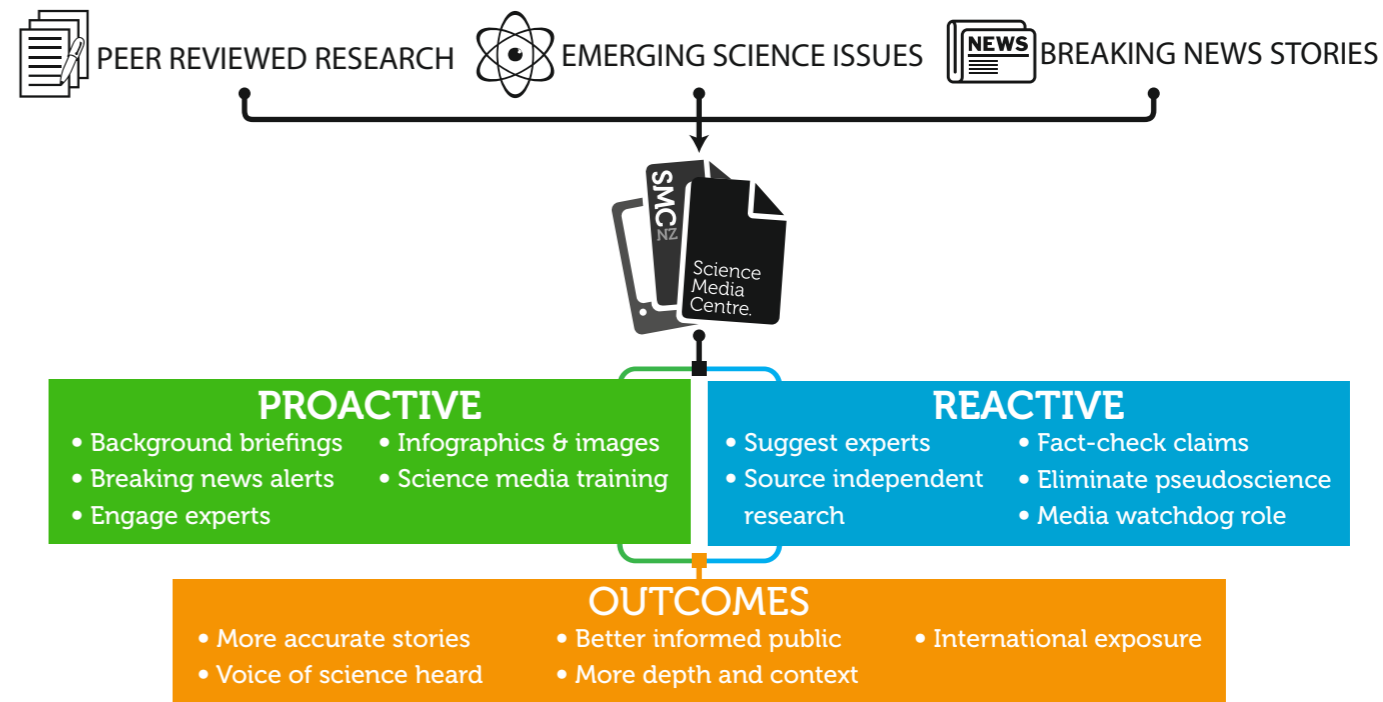 PEER REVIEWED RESEARCH
EMERGING SCIENCE ISSUES
NEWS
BREAKING NEWS STORIES
SMC
NZ
Science
Media
Centre.
PROACTIVE
• Background briefings
• Breaking news alerts
• Engage experts
• Infographics & images
• Science media training
REACTIVE
• Suggest experts
• Source independent
research
• Fact-check claims
• Eliminate pseudoscience
• Media watchdog role
OUTCOMES
• More accurate stories
• Voice of science heard
• Better informed public
• More depth and context
• International exposure